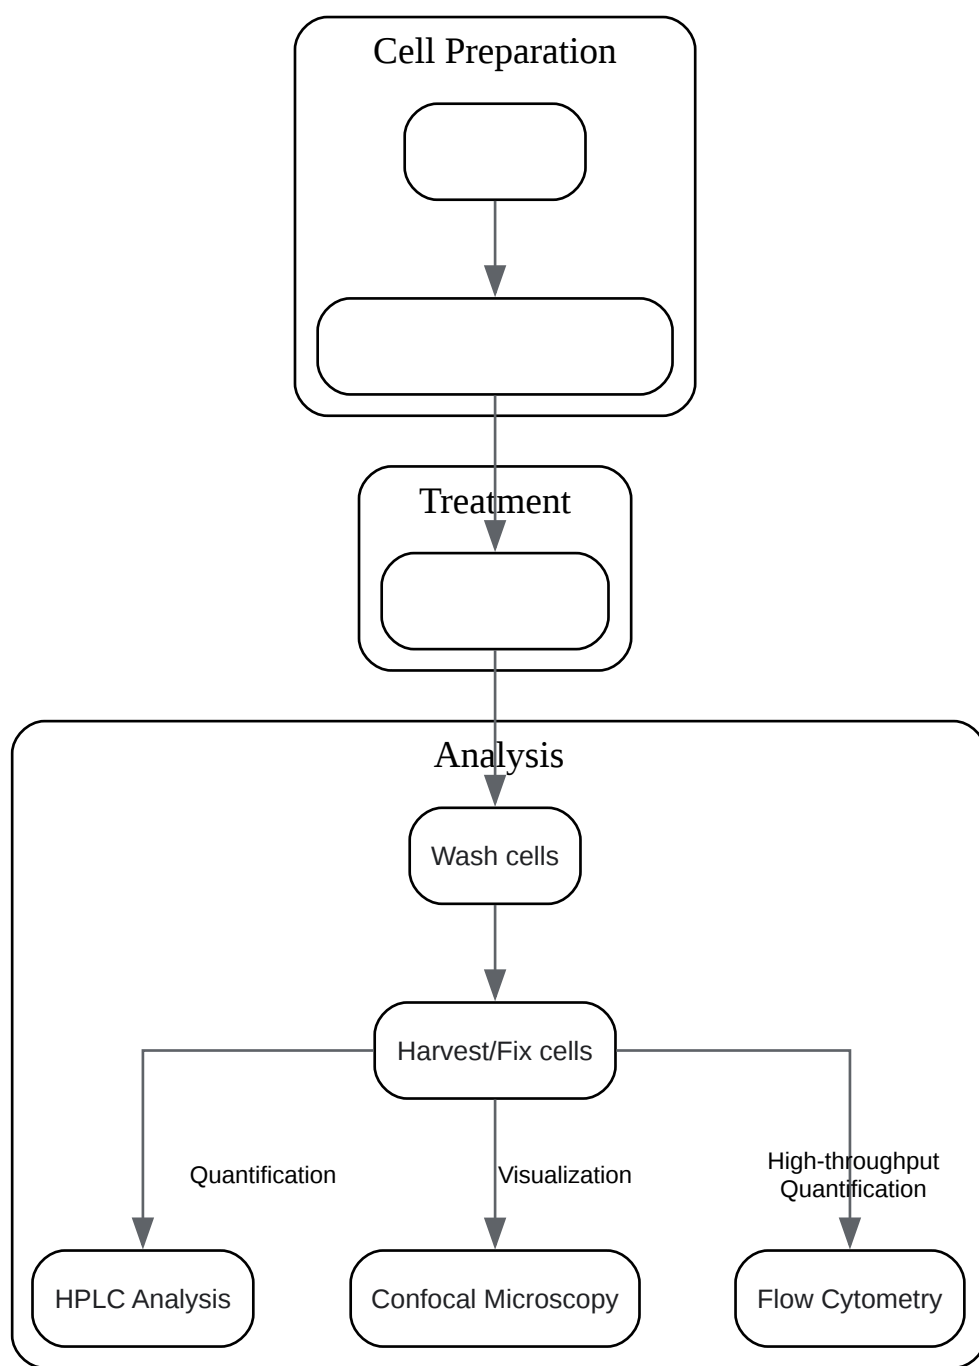 Cell Preparation
Treatment
Analysis
Wash cells
Harvest/Fix cells
Quantification
Visualization
High-throughput
Quantification
HPLC Analysis
Confocal Microscopy
Flow Cytometry